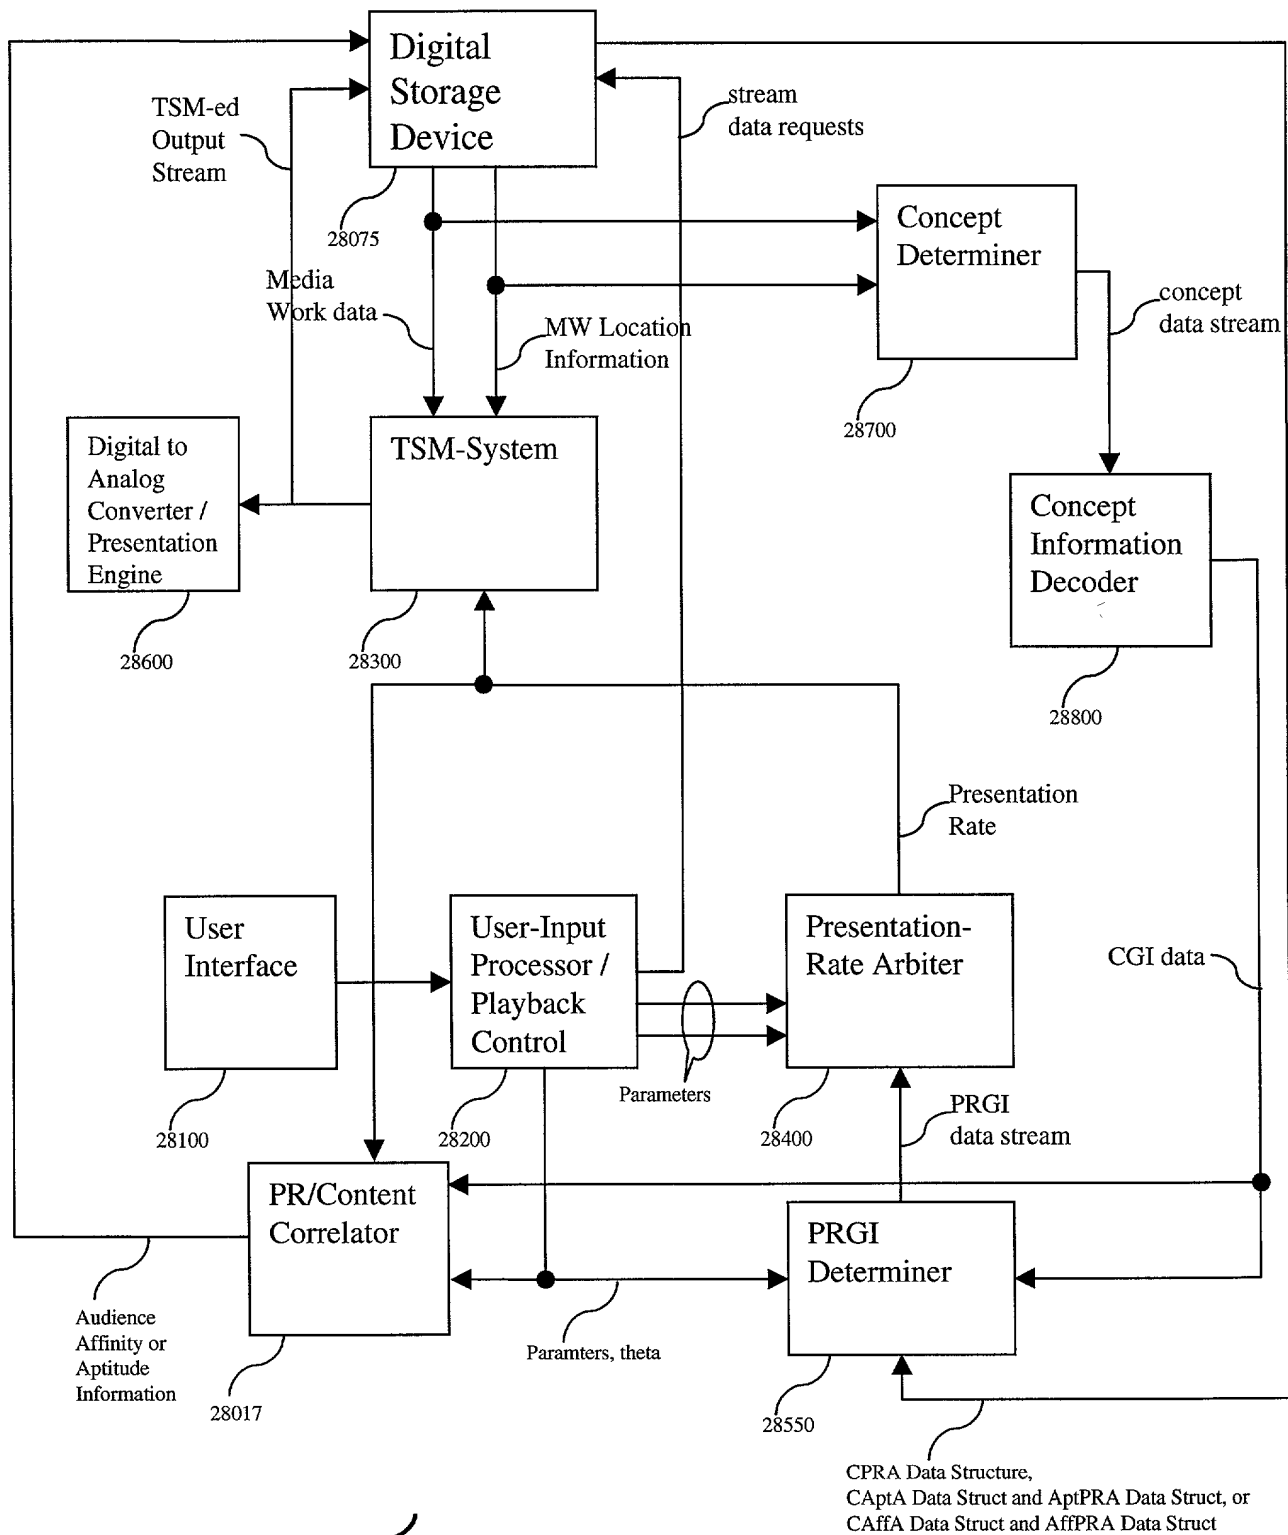 Digital
Storage
Device
28075
TSM-ed
Output
Stream
stream
data requests
Concept
Determiner
28700
concept
data stream
Media
Work data
MW Location
Information
Digital to
Analog
Converter /
Presentation
Engine
28600
TSM-System
28300
Concept
Information
Decoder
28800
Presentation
Rate
User
Interface
28100
User-Input
Processor /
Playback
Control
28200
Parameters
Presentation-
Rate Arbiter
28400
CGI data
PRGI
data stream
PR/Content
Correlator
28017
PRGI
Determiner
28550
Audience
Affinity or
Aptitude
Information
Paramters, theta
CPRA Data Structure,
CAptA Data Struct and AptPRA Data Struct, or
CAffA Data Struct and AffPRA Data Struct